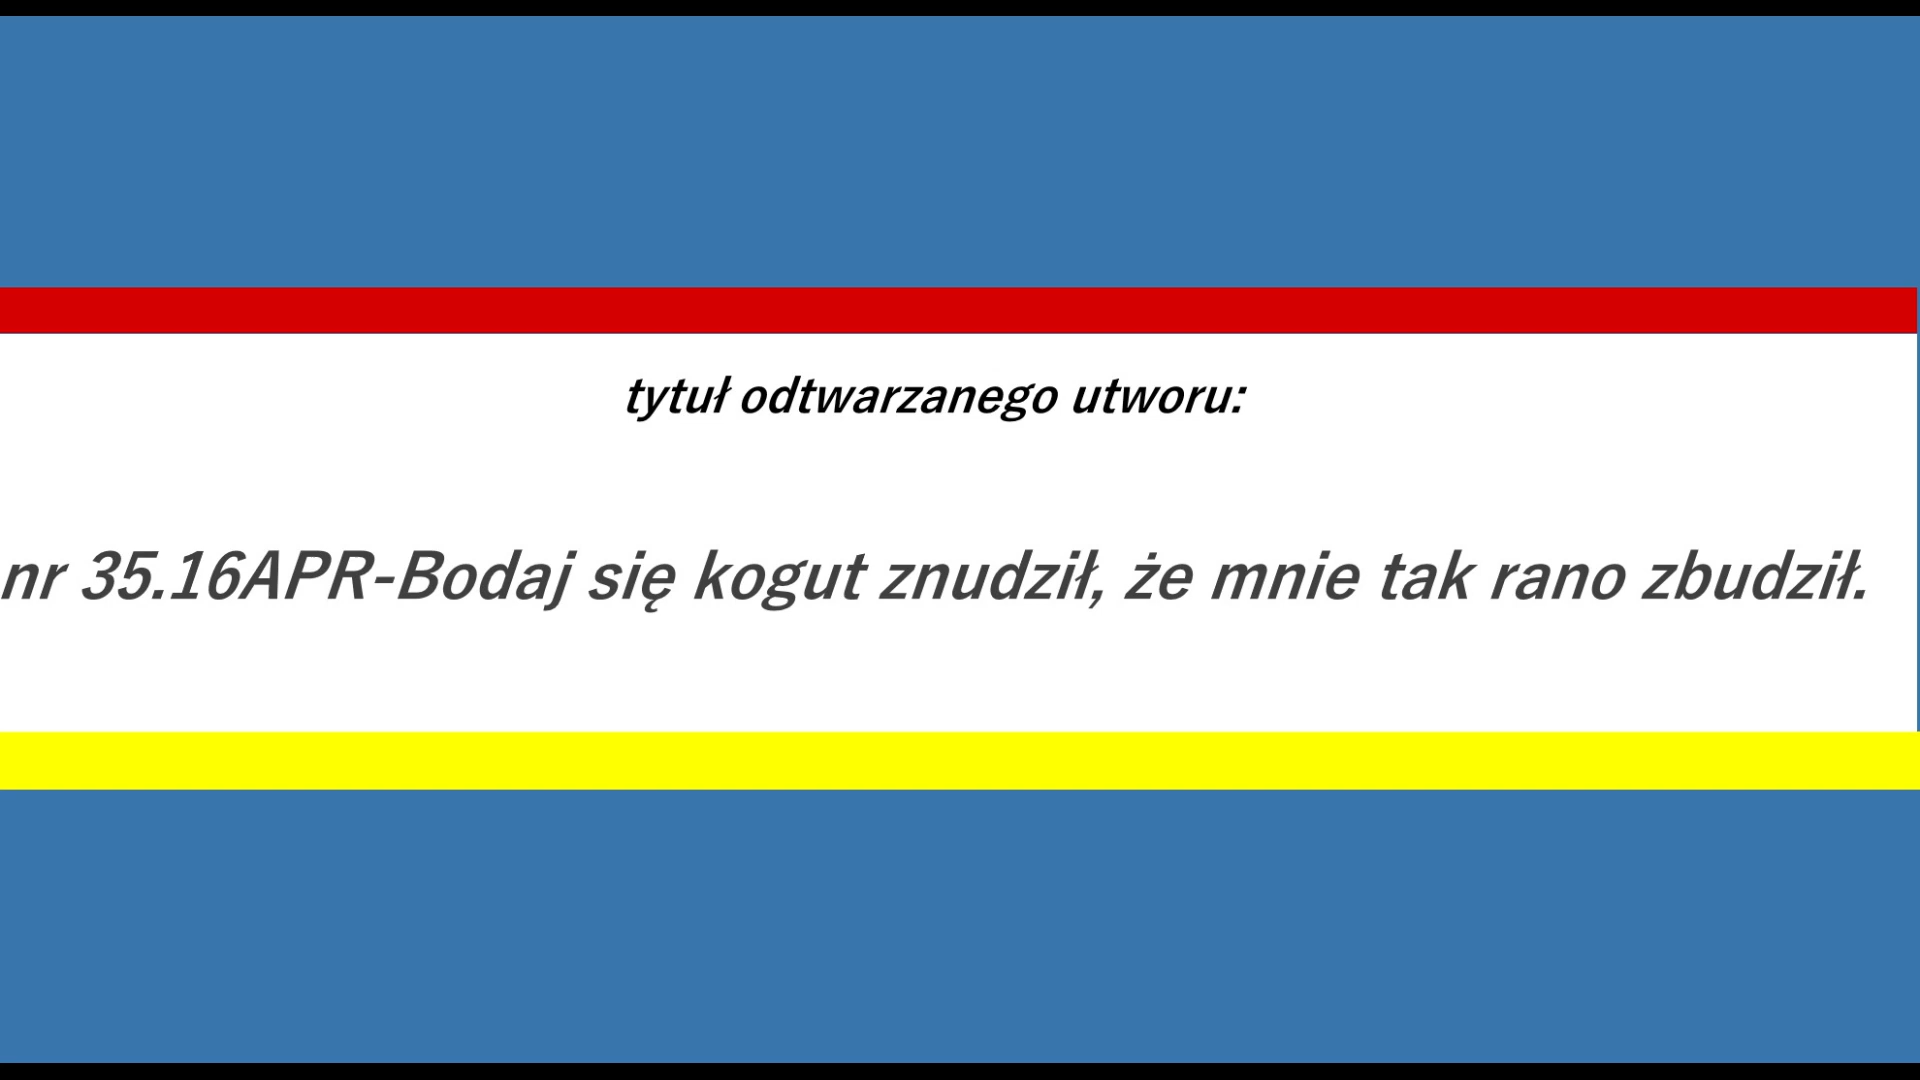 tytuł odtwarzanego utworu:
nr 35.16APR-Bodaj się kogut znudził, że mnie tak rano zbudził.